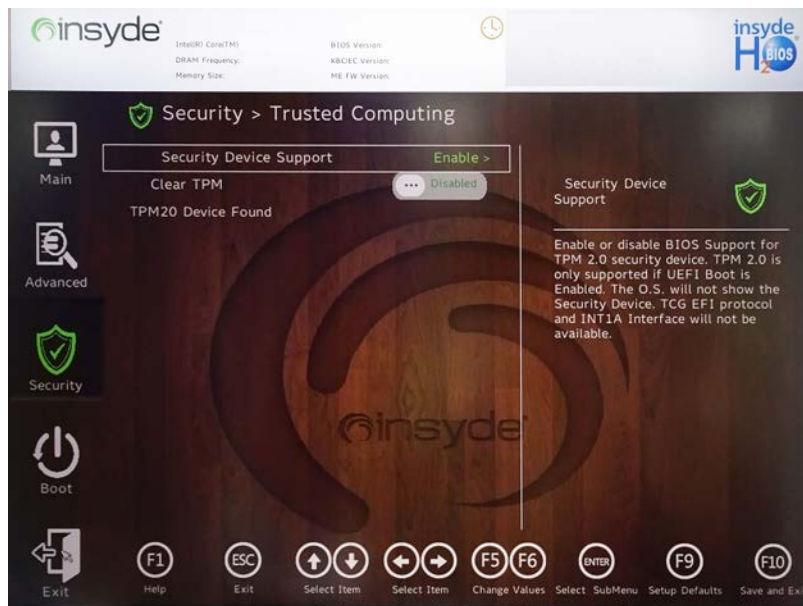 insyde
Intel(R) Core(TM)
DRAM Frequency:
Memory Size:
BIOS Version:
KBC/EC Version:
ME FW Version:
insyde
H2O BIOS
Security > Trusted Computing
Security Device Support Enable >
Clear TPM Disabled
TPM20 Device Found
Main
Advanced
Security
Boot
Exit
Security Device
Support
Enable or disable BIOS Support for
TPM 2.0 security device. TPM 2.0 is
only supported if UEFI Boot is
Enabled. The O.S. will not show the
Security Device. TCG EFI protocol
and INT1A Interface will not be
available.
insyde
F1 ESC F5 F6 ENTER F9 F10
Help Exit Select Item Select Item Change Values Select SubMenu Setup Defaults Save and Ex